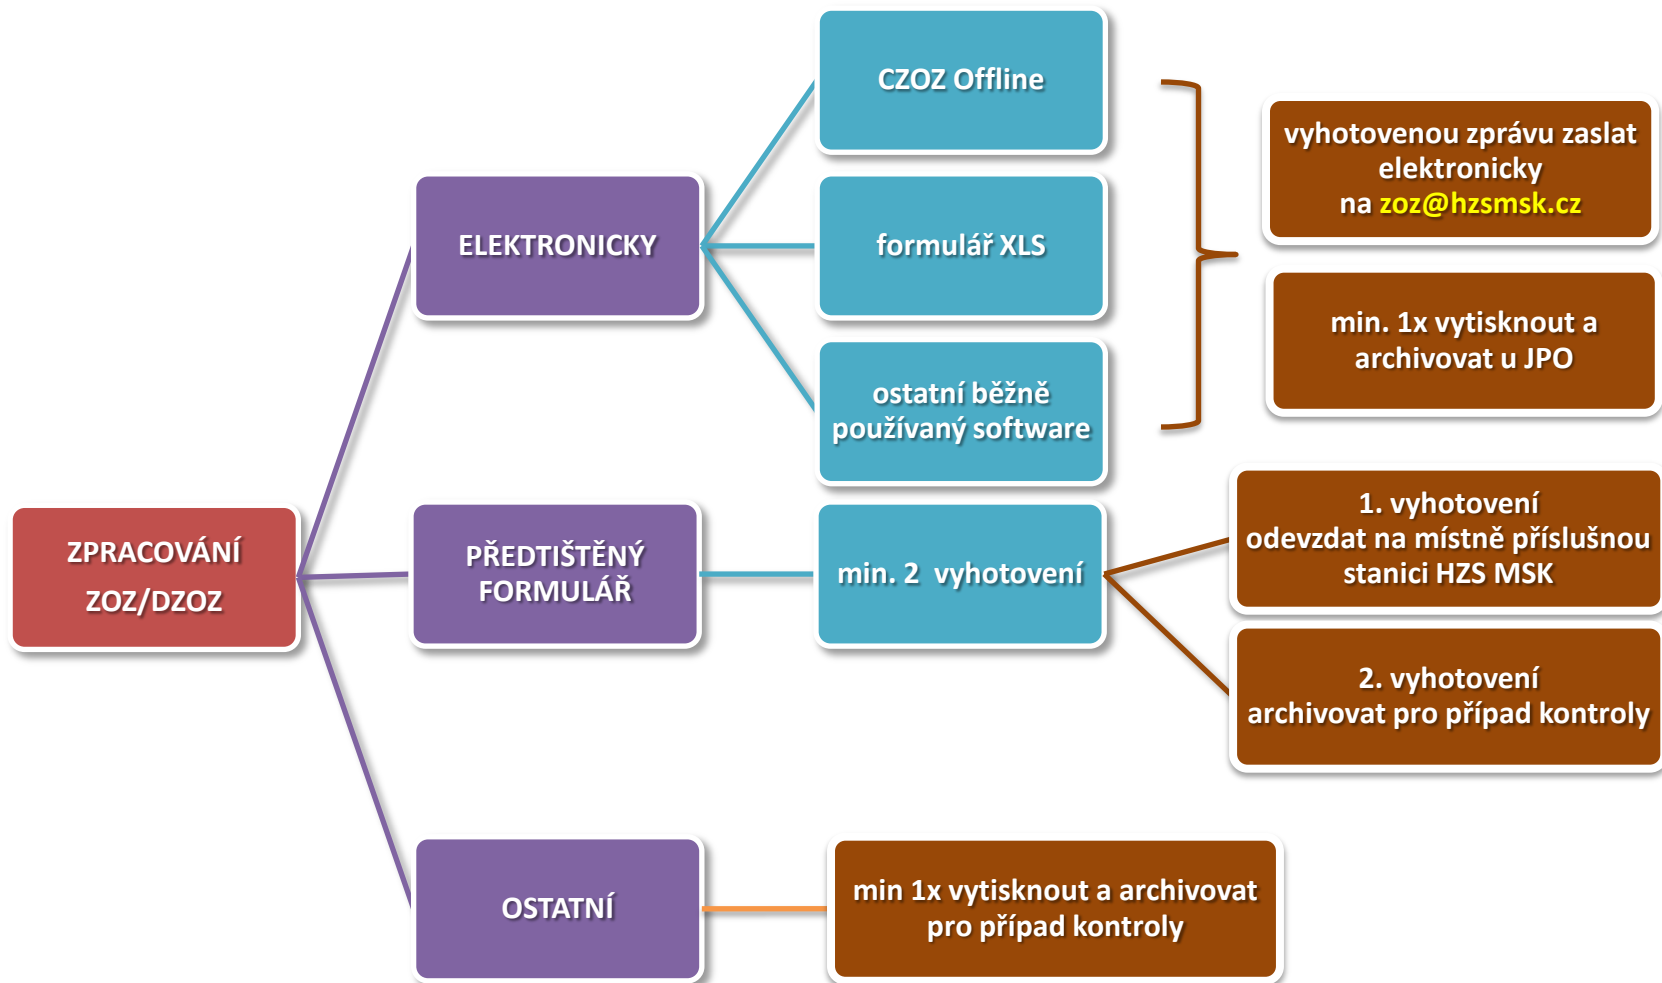 ZPRACOVÁNÍ
ZOZ/DZOZ
ELEKTRONICKY
CZOZ Offline
formulář XLS
ostatní běžně
používaný software
vyhotovenou zprávu zaslat
elektronicky
na zoz@hzsmsk.cz
min. 1x vytisknout a
archivovat u JPO
PŘEDTIŠTĚNÝ
FORMULÁŘ
min. 2 vyhotovení
1. vyhotovení
odevzdat na místně příslušnou
stanici HZS MSK
2. vyhotovení
archivovat pro případ kontroly
OSTATNÍ
min 1x vytisknout a archivovat
pro případ kontroly